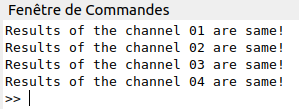 Fenêtre de Commandes
Results of the channel 01 are same!
Results of the channel 02 are same!
Results of the channel 03 are same!
Results of the channel 04 are same!
>>